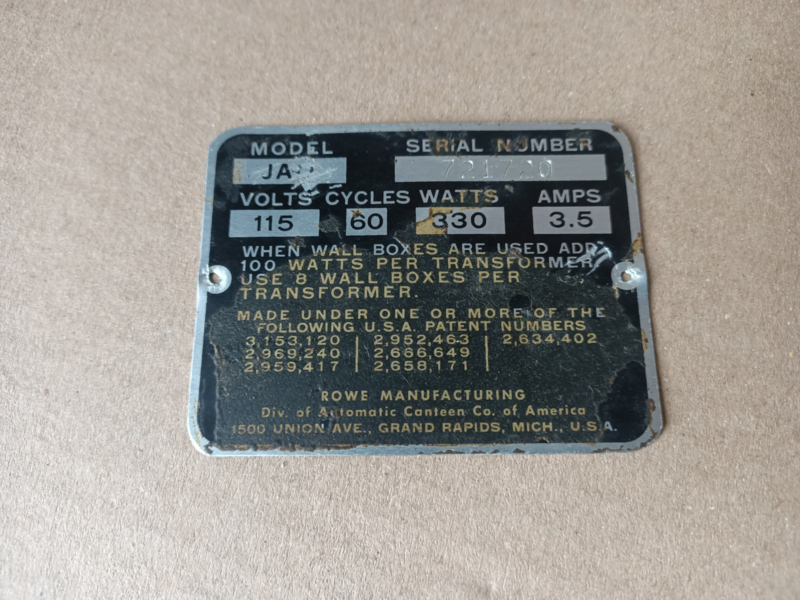 MODEL SERIAL NUMBER
VOLTS CYCLES WATTS AMPS
115 60 330 3.5
WHEN WALL BOXES ARE USED ADD
100 WATTS PER TRANSFORMER
USE 8 WALL BOXES PER
TRANSFORMER.
MADE UNDER ONE OR MORE OF THE
FOLLOWING U.S.A. PATENT NUMBERS
3,153,120 2,952,463 2,634,402
2,969,240 2,666,649
2,959,417 2,658,171
ROWE MANUFACTURING
Div. of Automatic Canteen Co. of America
1500 UNION AVE., GRAND RAPIDS, MICH., U.S.A.